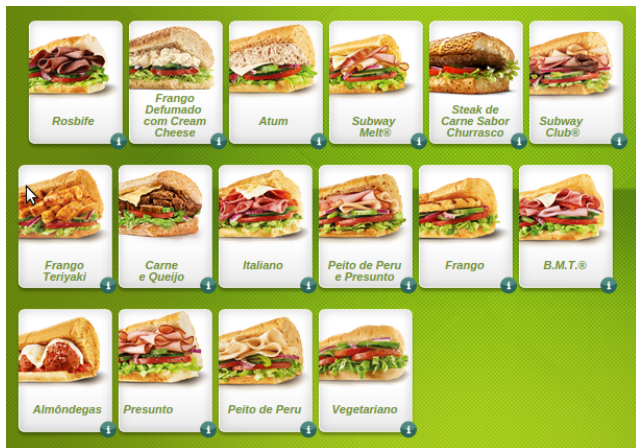 Rosbife
Frango
Defumado
com Cream
Cheese
Atum
Subway
Melt®
Steak de
Carne Sabor
Churrasco
Subway
Club®
Frango
Teriyaki
Carne
e Queijo
Italiano
Peito de Peru
e Presunto
Frango
B.M.T.®
Almôndegas
Presunto
Peito de Peru
Vegetariano